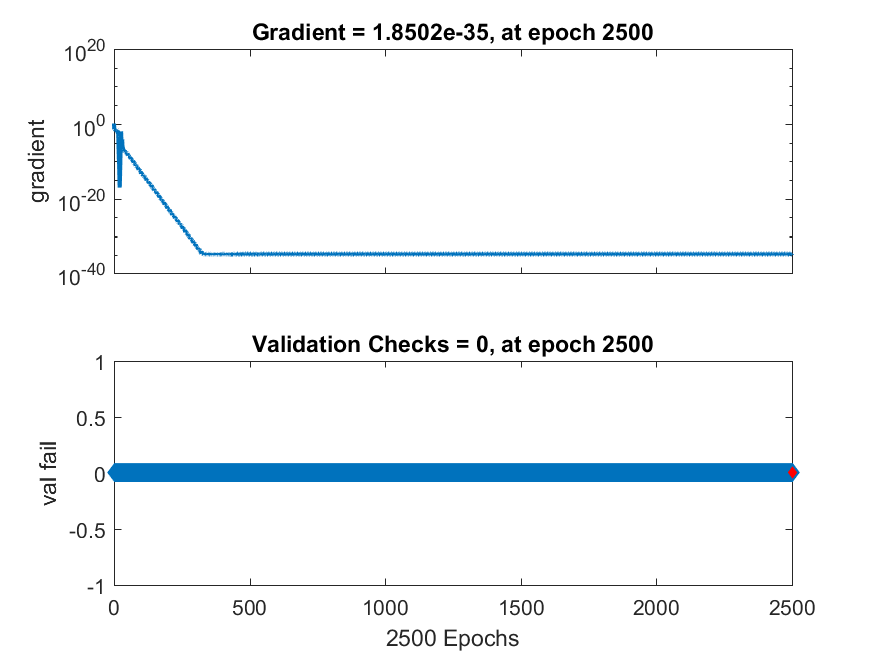 Gradient = 1.8502e-35, at epoch 2500
10^20
10^0
10^-20
10^-40
gradient
Validation Checks = 0, at epoch 2500
1
0.5
0
-0.5
-1
val fail
0 500 1000 1500 2000 2500
2500 Epochs